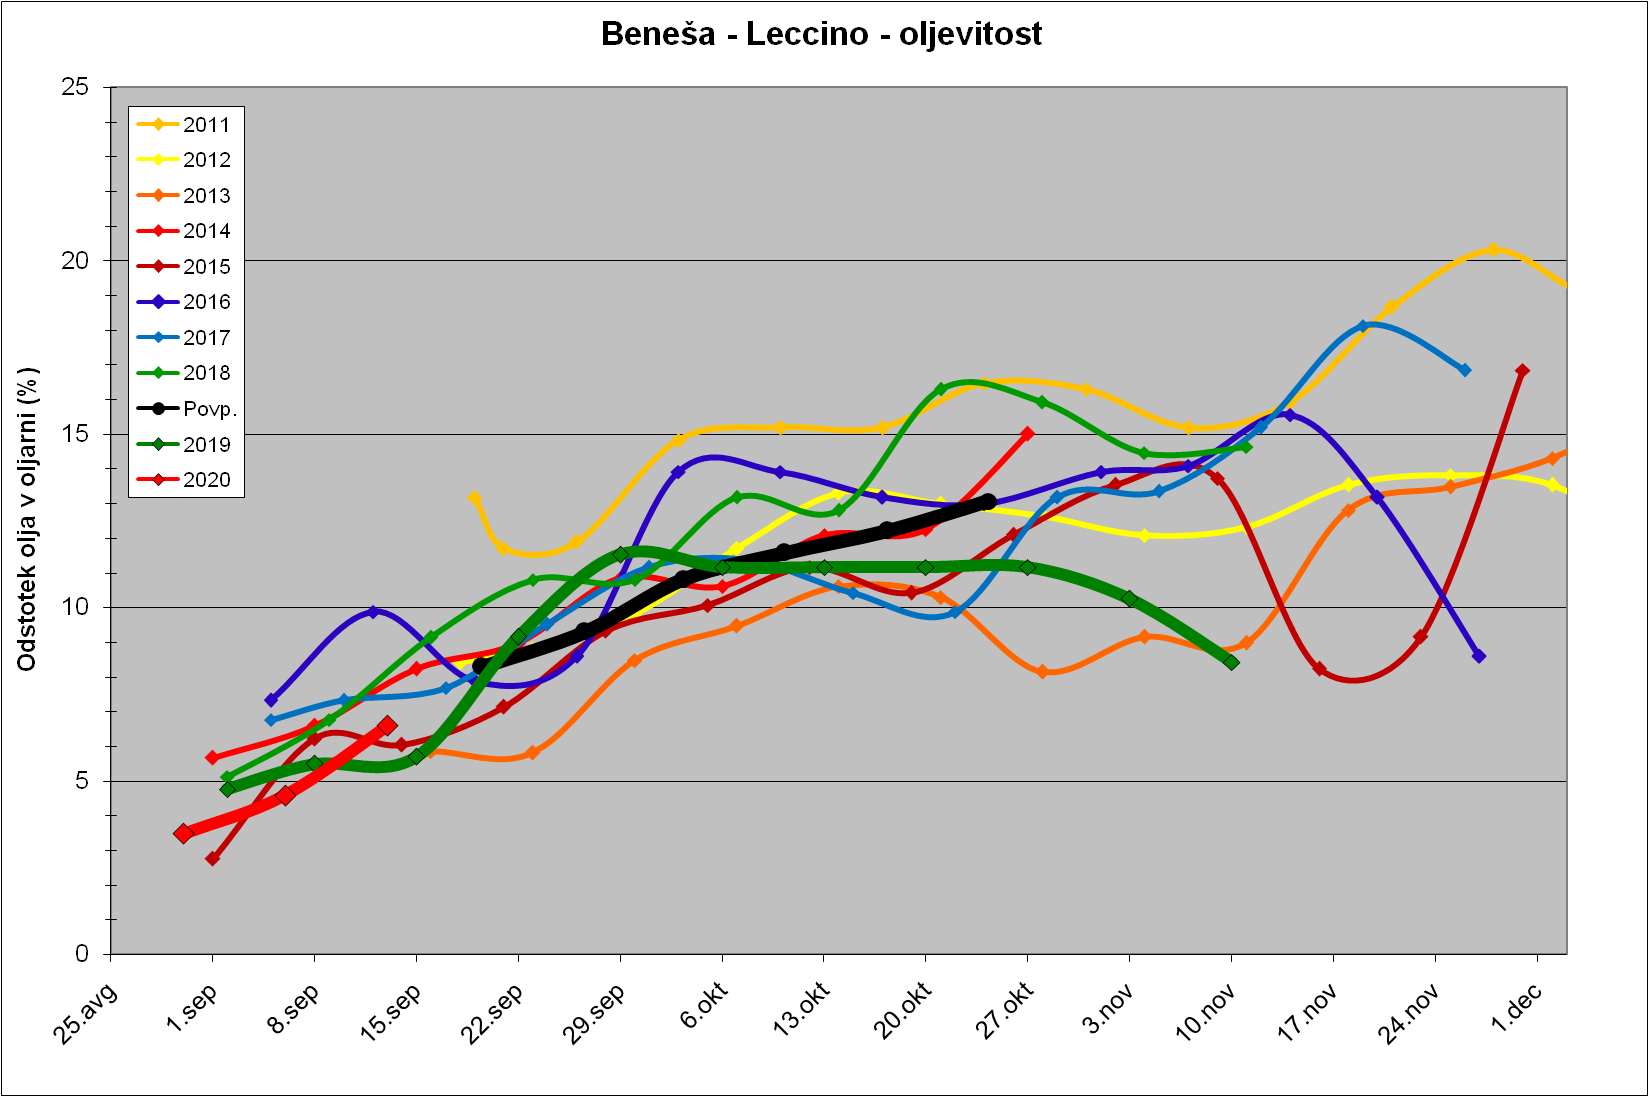 Beneša - Leccino - oljevitost
Odstotek olja v oljarni (%)
25
20
15
10
5
0
2011
2012
2013
2014
2015
2016
2017
2018
Povp.
2019
2020
25.avg
1.sep
8.sep
15.sep
22.sep
29.sep
6.okt
13.okt
20.okt
27.okt
3.nov
10.nov
17.nov
24.nov
1.dec